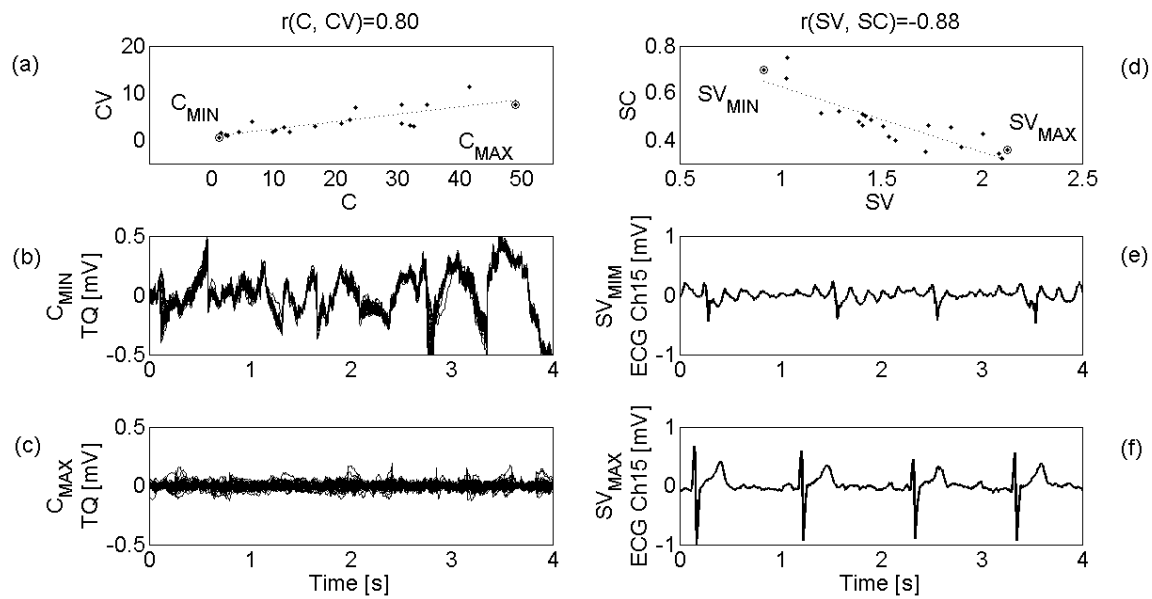 r(C, CV)=0.80
(a)
CV
20
10
0
C_MIN
C_MAX
0 10 20 30 40 50
C
r(SV, SC)=-0.88
(d)
SC
0.8
0.6
0.4
SV_MIN
SV_MAX
0.5 1 1.5 2 2.5
SV
(b)
C_MIN
TQ [mV]
0.5
0
-0.5
0 1 2 3 4
(e)
SV_MIM
ECG Ch15 [mV]
1
0
-1
0 1 2 3 4
(c)
C_MAX
TQ [mV]
0.5
0
-0.5
0 1 2 3 4
Time [s]
(f)
SV_MAX
ECG Ch15 [mV]
1
0
-1
0 1 2 3 4
Time [s]